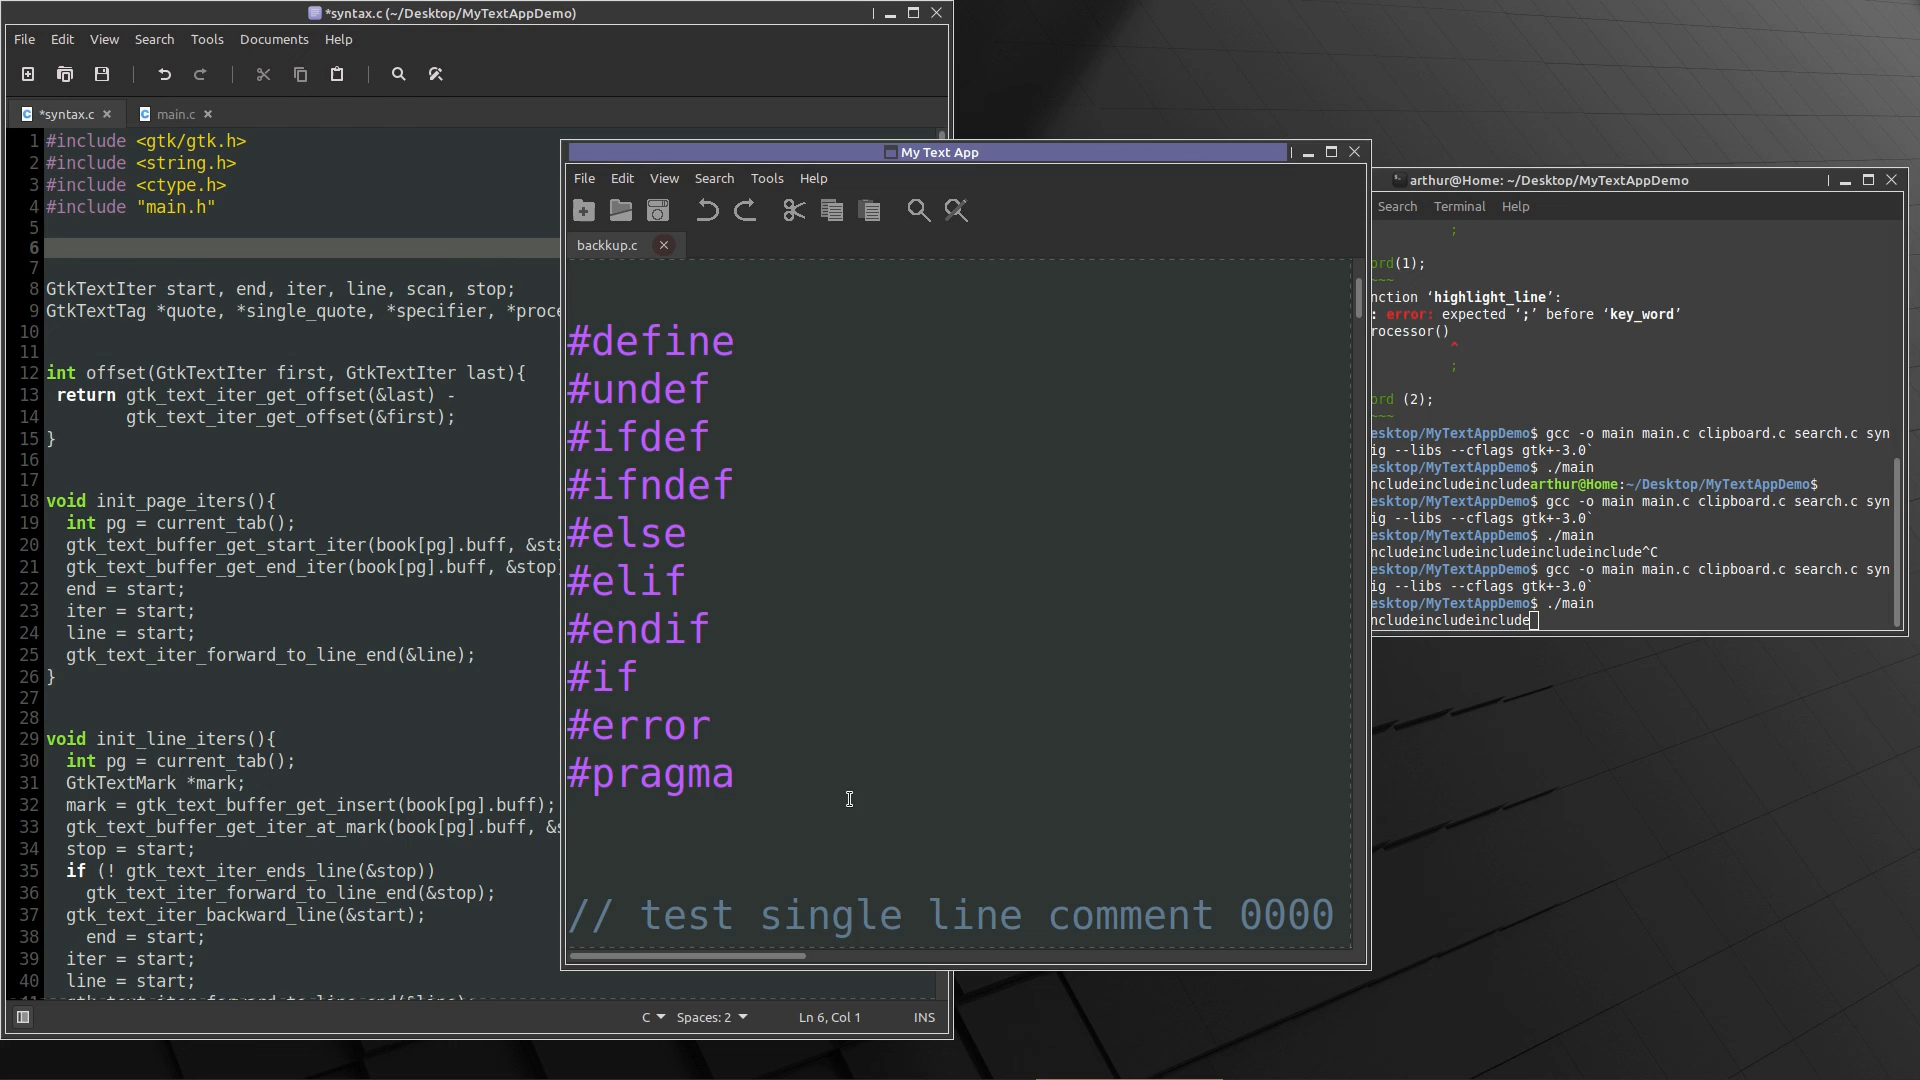 *syntax.c (~/Desktop/MyTextAppDemo)
File Edit View Search Tools Documents Help
*syntax.c
main.c
1 #include <gtk/gtk.h>
2 #include <string.h>
3 #include <ctype.h>
4 #include "main.h"
5
6
7
8 GtkTextIter start, end, iter, line, scan, stop;
9 GtkTextTag *quote, *single_quote, *specifier, *proce
10
11
12 int offset(GtkTextIter first, GtkTextIter last){
13 return gtk_text_iter_get_offset(&last) -
14 gtk_text_iter_get_offset(&first);
15 }
16
17
18 void init_page_iters(){
19 int pg = current_tab();
20 gtk_text_buffer_get_start_iter(book[pg].buff, &sta
21 gtk_text_buffer_get_end_iter(book[pg].buff, &stop
22 end = start;
23 iter = start;
24 line = start;
25 gtk_text_iter_forward_to_line_end(&line);
26 }
27
28
29 void init_line_iters(){
30 int pg = current_tab();
31 GtkTextMark *mark;
32 mark = gtk_text_buffer_get_insert(book[pg].buff);
33 gtk_text_buffer_get_iter_at_mark(book[pg].buff, &s
34 stop = start;
35 if (! gtk_text_iter_ends_line(&stop))
36 gtk_text_iter_forward_to_line_end(&stop);
37 gtk_text_iter_backward_line(&start);
38 end = start;
39 iter = start;
40 line = start;
C Spaces: 2 Ln 6, Col 1 INS
My Text App
File Edit View Search Tools Help
backkup.c
#define
#undef
#ifdef
#ifndef
#else
#elif
#endif
#if
#error
#pragma
// test single line comment 0000
arthur@Home: ~/Desktop/MyTextAppDemo
Search Terminal Help
;
ord(1);
~~~
nction ‘highlight_line’:
: error: expected ‘;’ before ‘key_word’
rocessor()
^
;
ord (2);
~~~
esktop/MyTextAppDemo$ gcc -o main main.c clipboard.c search.c syn
ig --libs --cflags gtk+-3.0`
esktop/MyTextAppDemo$ ./main
ncludeincludeincludearthur@Home:~/Desktop/MyTextAppDemo$
esktop/MyTextAppDemo$ gcc -o main main.c clipboard.c search.c syn
ig --libs --cflags gtk+-3.0`
esktop/MyTextAppDemo$ ./main
ncludeincludeincludeincludeinclude^C
esktop/MyTextAppDemo$ gcc -o main main.c clipboard.c search.c syn
ig --libs --cflags gtk+-3.0`
esktop/MyTextAppDemo$ ./main
ncludeincludeinclude